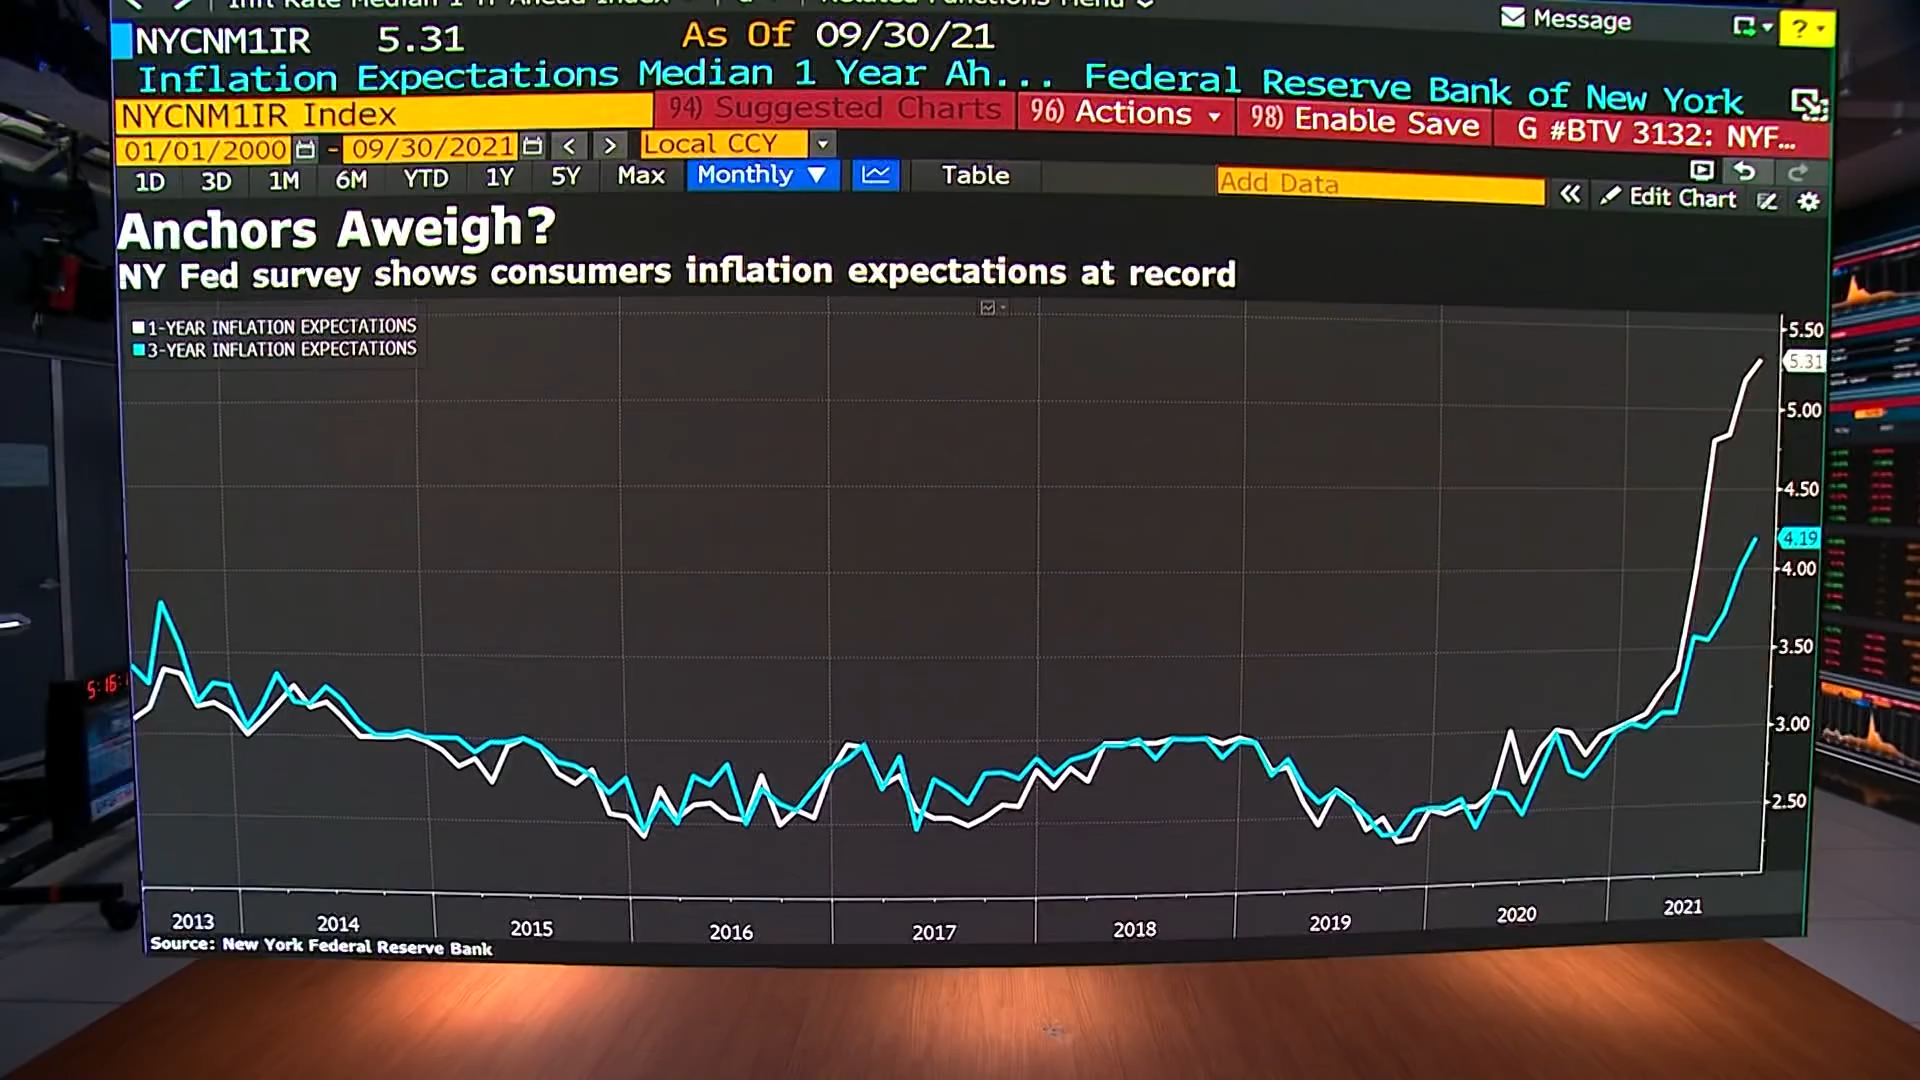 NYCNM1IR 5.31 As Of 09/30/21
Message
?
Inflation Expectations Median 1 Year Ah... Federal Reserve Bank of New York
NYCNM1IR Index
94) Suggested Charts
96) Actions
98) Enable Save
G #BTV 3132: NYF...
01/01/2000 - 09/30/2021 < > Local CCY
1D 3D 1M 6M YTD 1Y 5Y Max Monthly ▼ Table
Add Data
« Edit Chart
Anchors Aweigh?
NY Fed survey shows consumers inflation expectations at record
1-YEAR INFLATION EXPECTATIONS
3-YEAR INFLATION EXPECTATIONS
5.50
5.31
5.00
4.50
4.19
4.00
3.50
3.00
2.50
5:16
2013 2014 2015 2016 2017 2018 2019 2020 2021
Source: New York Federal Reserve Bank